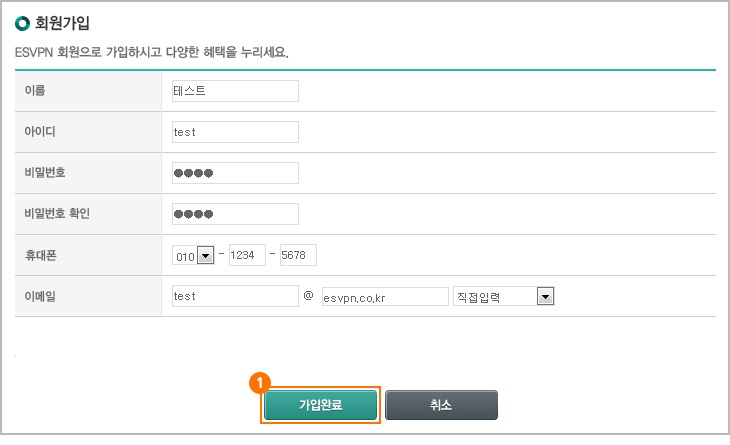 회원가입
ESVPN 회원으로 가입하시고 다양한 혜택을 누리세요.
이름 테스트
아이디 test
비밀번호 ●●●●
비밀번호 확인 ●●●●
휴대폰 010 - 1234 - 5678
이메일 test @ esvpn,co,kr 직접입력
1
가입완료 취소